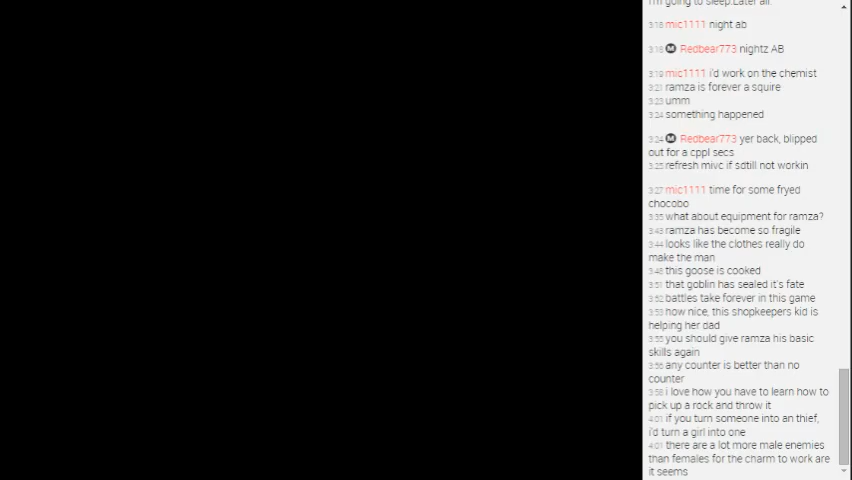 I'm going to sleep.Later all.
3:18 mic1111 night ab
3:18 M Redbear773 nightz AB
3:19 mic1111 i'd work on the chemist
3:21 ramza is forever a squire
3:23 umm
3:24 something happened
3:24 M Redbear773 yer back, blipped
out for a cppl secs
3:25 refresh mivc if sdtill not workin
3:27 mic1111 time for some fryed
chocobo
3:35 what about equipment for ramza?
3:43 ramza has become so fragile
3:44 looks like the clothes really do
make the man
3:48 this goose is cooked
3:51 that goblin has sealed it's fate
3:52 battles take forever in this game
3:53 how nice, this shopkeepers kid is
helping her dad
3:55 you should give ramza his basic
skills again
3:56 any counter is better than no
counter
3:58 i love how you have to learn how to
pick up a rock and throw it
4:01 if you turn someone into an thief,
i'd turn a girl into one
4:01 there are a lot more male enemies
than females for the charm to work are
it seems